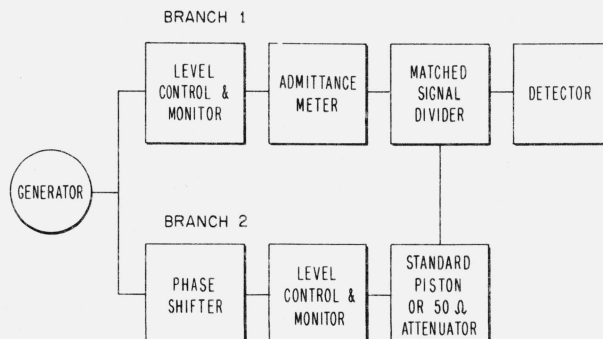 BRANCH 1
LEVEL
CONTROL &
MONITOR
ADMITTANCE
METER
MATCHED
SIGNAL
DIVIDER
DETECTOR
GENERATOR
BRANCH 2
PHASE
SHIFTER
LEVEL
CONTROL &
MONITOR
STANDARD
PISTON
OR 50 Ω
ATTENUATOR